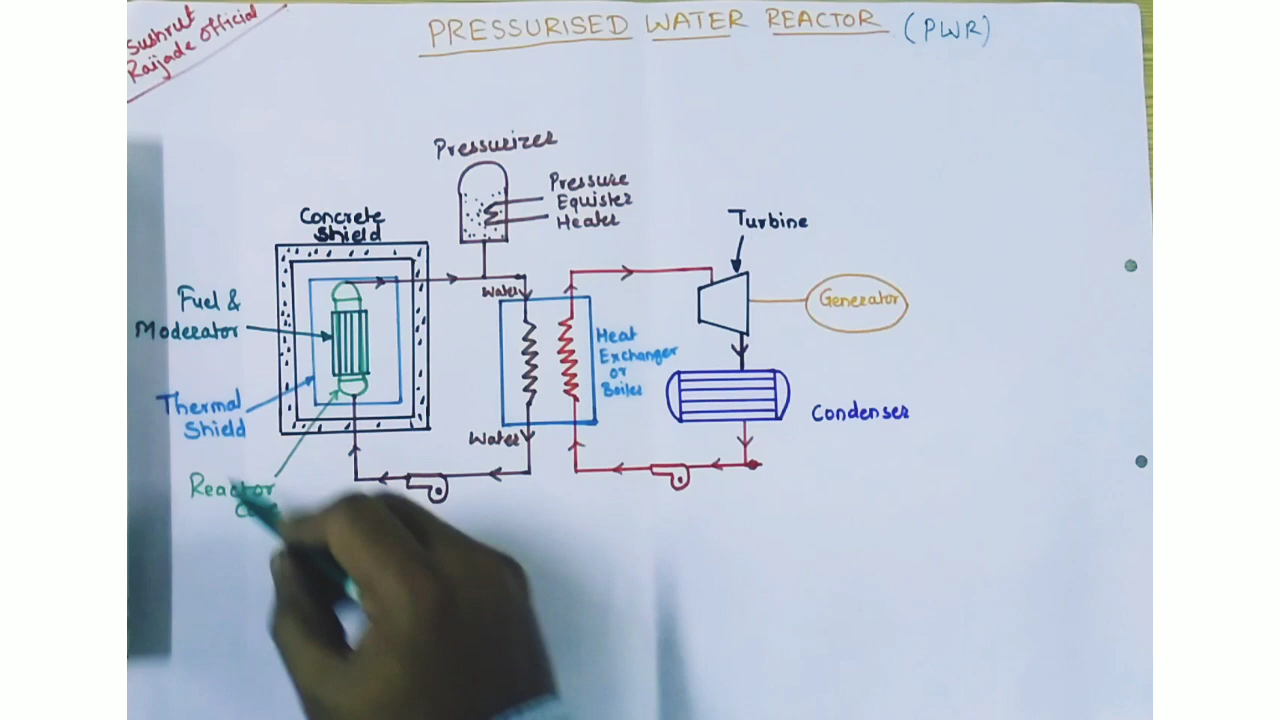 Sushrut
Raijade official
PRESSURISED WATER REACTOR (PWR)
Pressurizer
Pressure
Equister
Heater
Concrete
Shield
Turbine
Fuel &
Moderator
Water
Generator
Heat
Exchanger
or
Boiler
Thermal
Shield
Condenser
Water
Reactor